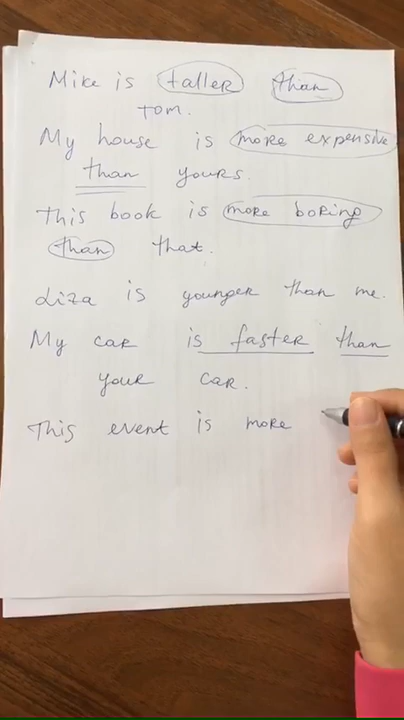 Mike is taller than
Tom.
My house is more expensive
than yours.
This book is more boring
than that.
Liza is younger than me.
My car is faster than
your car.
This event is more